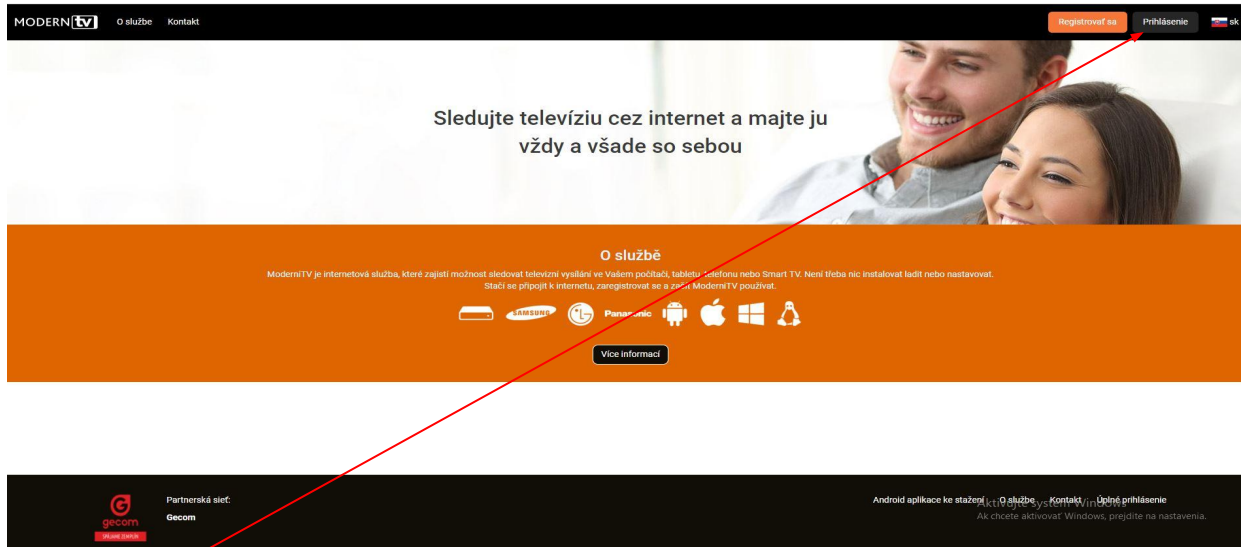 MODERN tv O službe Kontakt Registrovať sa Prihlásenie sk
Sledujte televíziu cez internet a majte ju
vždy a všade so sebou
O službě
ModerníTV je internetová služba, které zajistí možnost sledovat televizní vysílání ve Vašem počítači, tabletu, telefonu nebo Smart TV. Není třeba nic instalovat ladit nebo nastavovat.
Stačí se připojit k internetu, zaregistrovat se a začít ModerníTV používat.
SAMSUNG LG Panasonic
Více informací
gecom
Partnerská sieť:
Gecom
Android aplikace ke stažení O službe Kontakt Úplné prihlásenie
Aktivujte systém Windows
Ak chcete aktivovať Windows, prejdite na nastavenia.